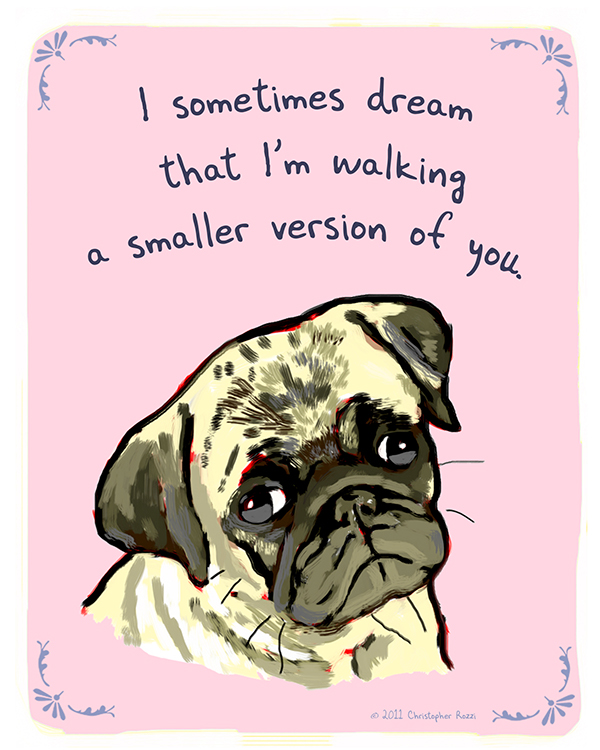 I sometimes dream
that I'm walking
a smaller version of you.
© 2011 Christopher Rozzi